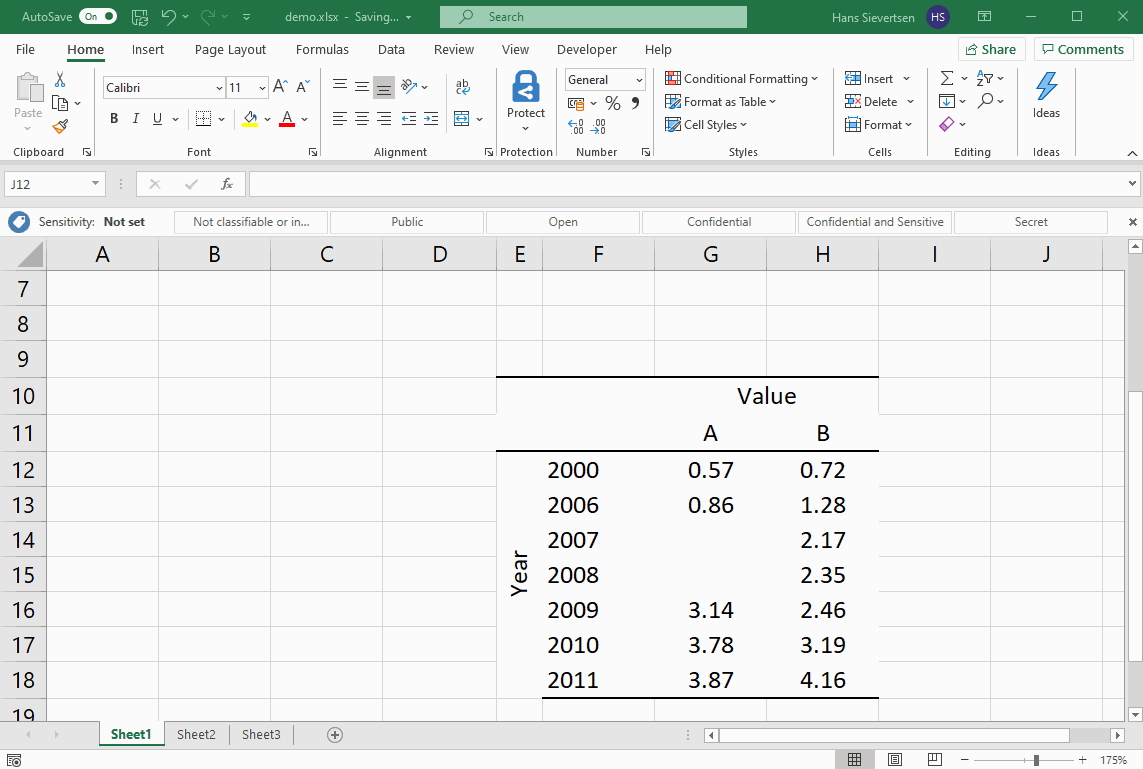 AutoSave On demo.xlsx - Saving... Search Hans Sievertsen HS
File Home Insert Page Layout Formulas Data Review View Developer Help Share Comments
Calibri 11 A A ab General Conditional Formatting Insert
Paste B I U A Protect % Format as Table Delete Ideas
Cell Styles Format
Clipboard Font Alignment Protection Number Styles Cells Editing Ideas
J12 fx
Sensitivity: Not set Not classifiable or in... Public Open Confidential Confidential and Sensitive Secret
A B C D E F G H I J
7
8
9
10 Value
11 A B
12 2000 0.57 0.72
13 2006 0.86 1.28
14 2007 2.17
15 2008 2.35
Year
16 2009 3.14 2.46
17 2010 3.78 3.19
18 2011 3.87 4.16
19
Sheet1 Sheet2 Sheet3
175%